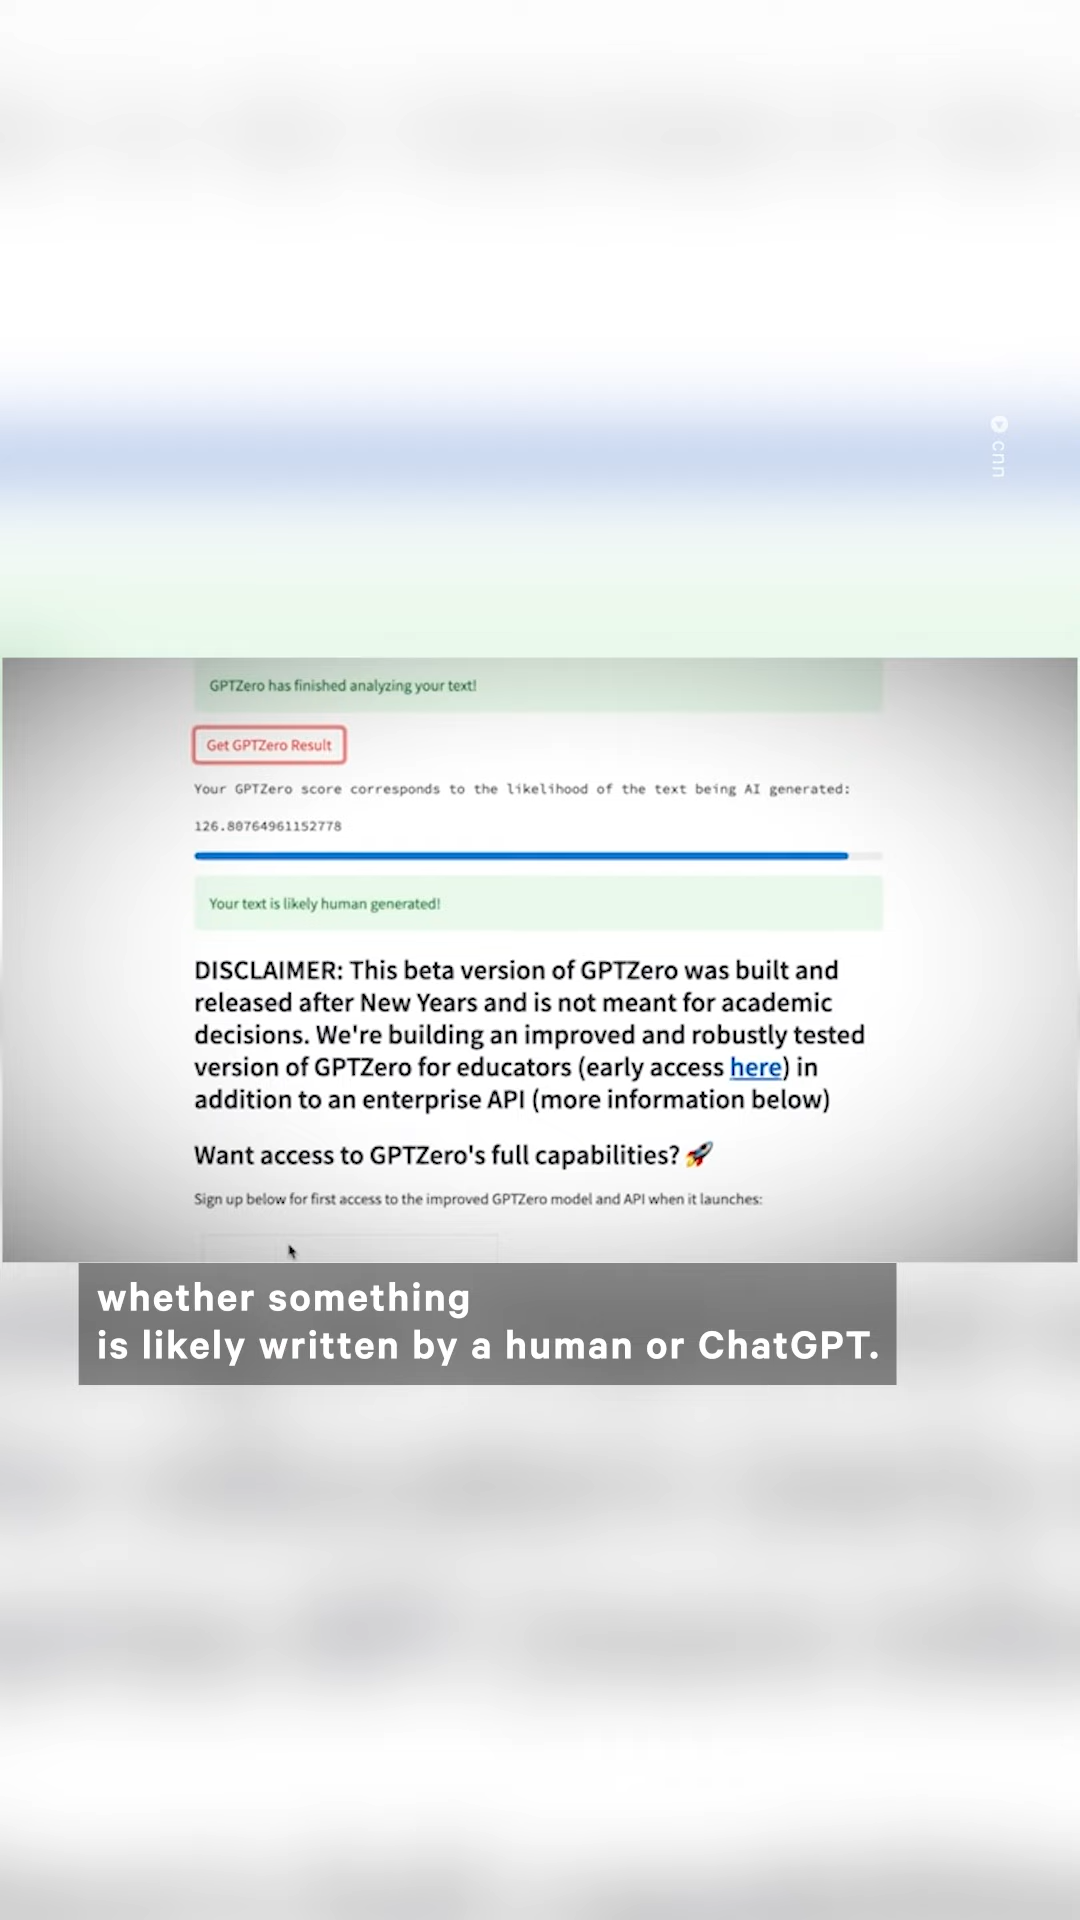 cnn
GPTZero has finished analyzing your text!
Get GPTZero Result
Your GPTZero score corresponds to the likelihood of the text being AI generated:
126.80764961152778
Your text is likely human generated!
DISCLAIMER: This beta version of GPTZero was built and
released after New Years and is not meant for academic
decisions. We're building an improved and robustly tested
version of GPTZero for educators (early access here) in
addition to an enterprise API (more information below)
Want access to GPTZero's full capabilities? 🚀
Sign up below for first access to the improved GPTZero model and API when it launches:
whether something
is likely written by a human or ChatGPT.